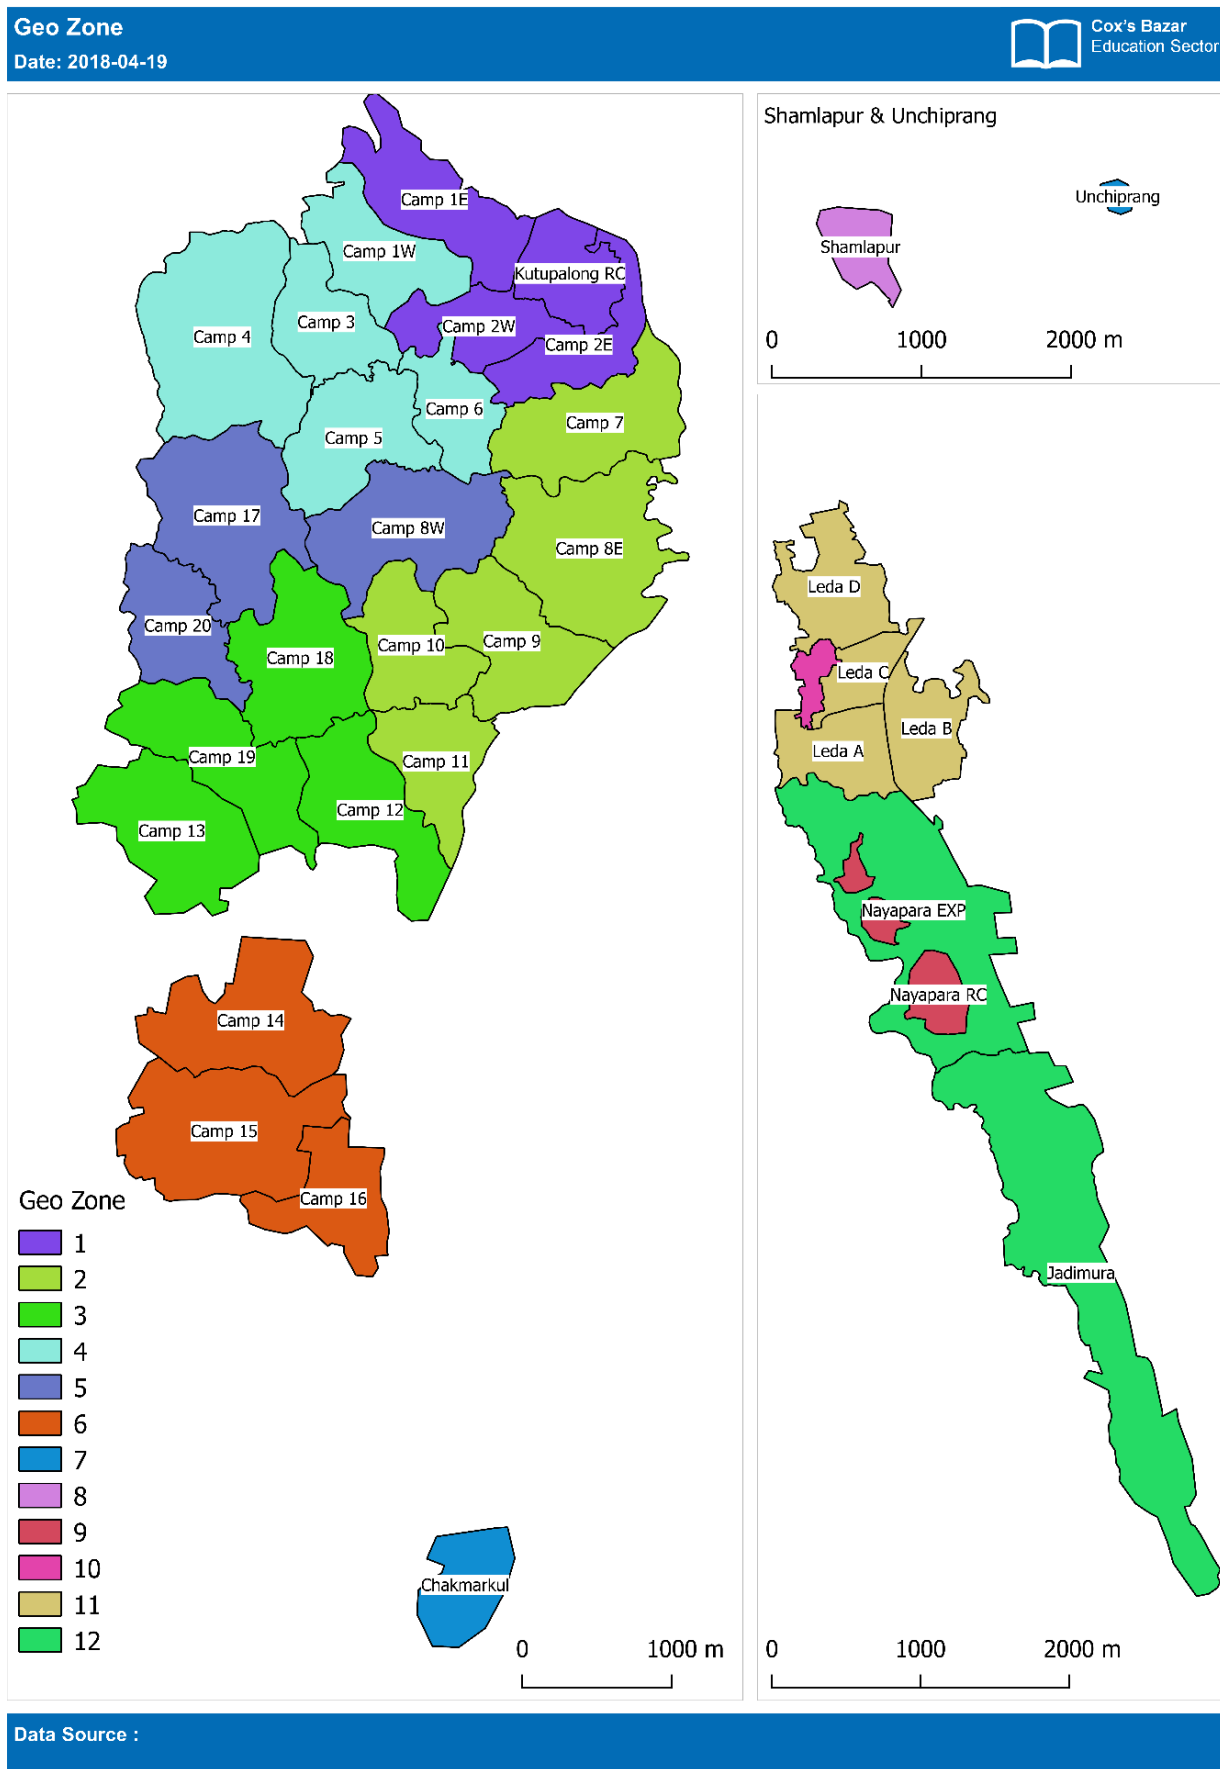 Geo Zone
Date: 2018-04-19
Cox's Bazar
Education Sector
Camp 1E
Camp 1W
Kutupalong RC
Camp 3
Camp 2W
Camp 4
Camp 2E
Camp 6
Camp 7
Camp 5
Camp 17
Camp 8W
Camp 8E
Camp 20
Camp 10
Camp 9
Camp 18
Camp 19
Camp 11
Camp 12
Camp 13
Camp 14
Camp 15
Camp 16
Geo Zone
1
2
3
4
5
6
7
8
9
10
11
12
Chakmarkul
0 1000 m
Shamlapur & Unchiprang
Unchiprang
Shamlapur
0 1000 2000 m
Leda D
Leda C
Leda B
Leda A
Nayapara EXP
Nayapara RC
Jadimura
0 1000 2000 m
Data Source :